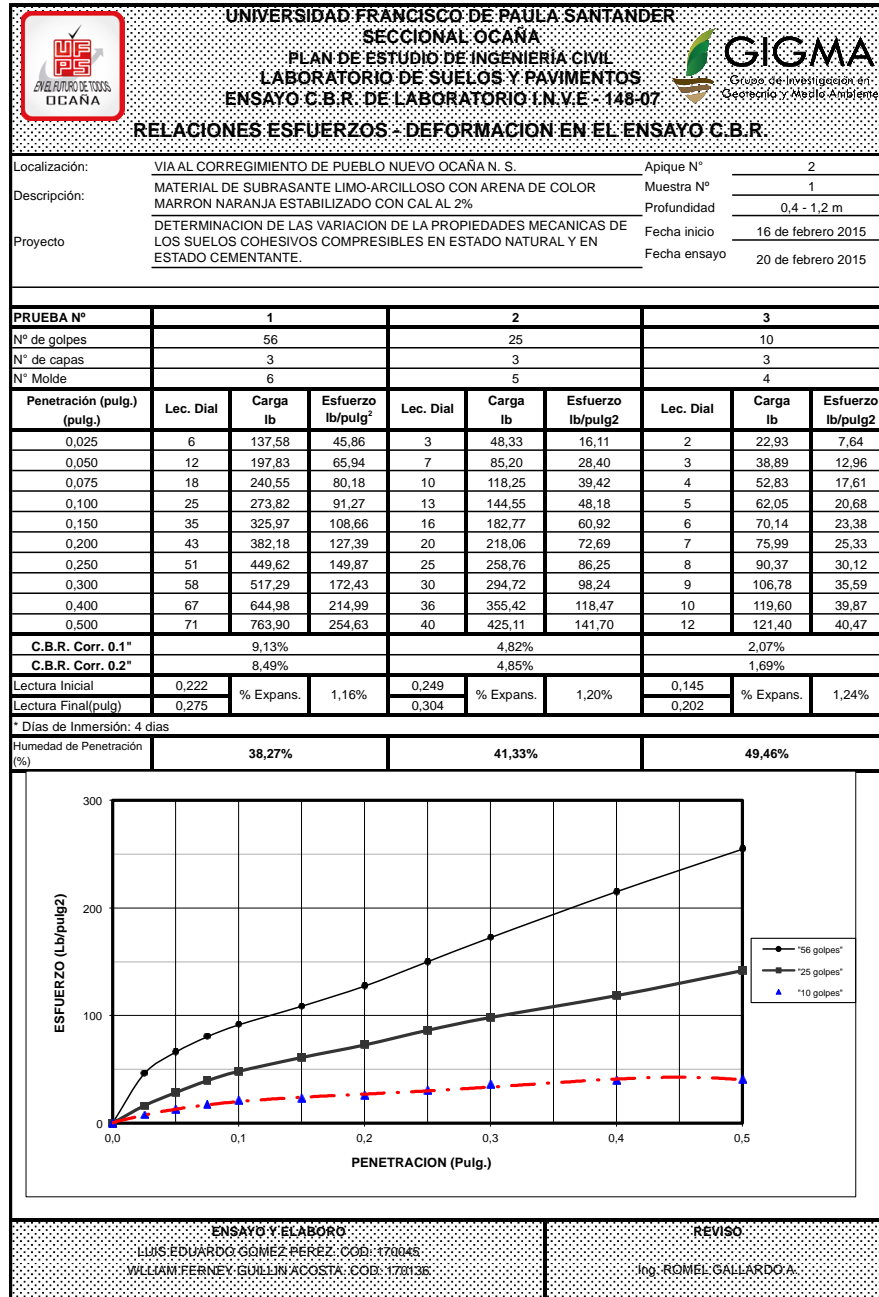 UFPS
EN EL FUTURO DE TODOS
OCAÑA
UNIVERSIDAD FRANCISCO DE PAULA SANTANDER
SECCIONAL OCAÑA
PLAN DE ESTUDIO DE INGENIERÍA CIVIL
LABORATORIO DE SUELOS Y PAVIMENTOS
ENSAYO C.B.R. DE LABORATORIO I.N.V.E - 148-07
GIGMA
Grupo de Investigación en
Geotecnia y Medio Ambiente
RELACIONES ESFUERZOS - DEFORMACION EN EL ENSAYO C.B.R.
Localización: VIA AL CORREGIMIENTO DE PUEBLO NUEVO OCAÑA N. S. Apique N° 2
Descripción: MATERIAL DE SUBRASANTE LIMO-ARCILLOSO CON ARENA DE COLOR Muestra Nº 1
MARRON NARANJA ESTABILIZADO CON CAL AL 2% Profundidad 0,4 - 1,2 m
Proyecto DETERMINACION DE LAS VARIACION DE LA PROPIEDADES MECANICAS DE Fecha inicio 16 de febrero 2015
LOS SUELOS COHESIVOS COMPRESIBLES EN ESTADO NATURAL Y EN
ESTADO CEMENTANTE. Fecha ensayo 20 de febrero 2015
PRUEBA Nº 1 2 3
Nº de golpes 56 25 10
N° de capas 3 3 3
N° Molde 6 5 4
Penetración (pulg.) Lec. Dial Carga Esfuerzo Lec. Dial Carga Esfuerzo Lec. Dial Carga Esfuerzo
(pulg.) lb lb/pulg² lb lb/pulg2 lb lb/pulg2
0,025 6 137,58 45,86 3 48,33 16,11 2 22,93 7,64
0,050 12 197,83 65,94 7 85,20 28,40 3 38,89 12,96
0,075 18 240,55 80,18 10 118,25 39,42 4 52,83 17,61
0,100 25 273,82 91,27 13 144,55 48,18 5 62,05 20,68
0,150 35 325,97 108,66 16 182,77 60,92 6 70,14 23,38
0,200 43 382,18 127,39 20 218,06 72,69 7 75,99 25,33
0,250 51 449,62 149,87 25 258,76 86,25 8 90,37 30,12
0,300 58 517,29 172,43 30 294,72 98,24 9 106,78 35,59
0,400 67 644,98 214,99 36 355,42 118,47 10 119,60 39,87
0,500 71 763,90 254,63 40 425,11 141,70 12 121,40 40,47
C.B.R. Corr. 0.1" 9,13% 4,82% 2,07%
C.B.R. Corr. 0.2" 8,49% 4,85% 1,69%
Lectura Inicial 0,222 % Expans. 1,16% 0,249 % Expans. 1,20% 0,145 % Expans. 1,24%
Lectura Final(pulg) 0,275 0,304 0,202
* Días de Inmersión: 4 dias
Humedad de Penetración
(%) 38,27% 41,33% 49,46%
300
200
100
0
ESFUERZO (Lb/pulg2)
0,0 0,1 0,2 0,3 0,4 0,5
PENETRACION (Pulg.)
"56 golpes"
"25 golpes"
"10 golpes"
ENSAYO Y ELABORO REVISO
LUIS EDUARDO GOMEZ PEREZ. COD: 170045
WLLIAM FERNEY GUILLIN ACOSTA. COD: 170136 Ing. ROMEL GALLARDO A.